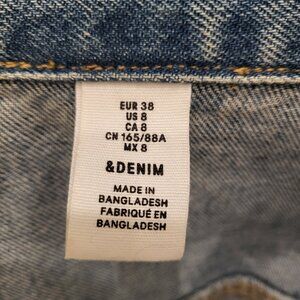 EUR 38
US 8
CA 8
CN 165/88A
MX 8
&DENIM
MADE IN
BANGLADESH
FABRIQUÉ EN
BANGLADESH